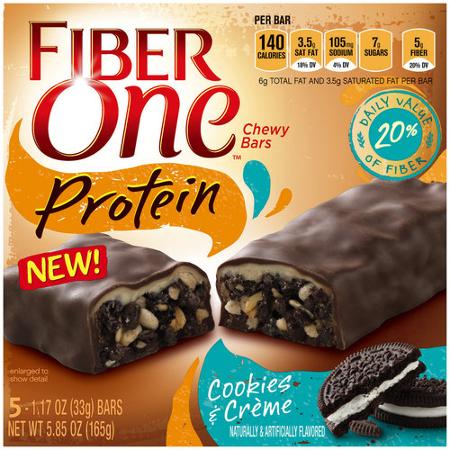 PER BAR
140 CALORIES
3.5g SAT FAT 18% DV
105mg SODIUM 4% DV
7g SUGARS
5g FIBER 20% DV
6g TOTAL FAT AND 3.5g SATURATED FAT PER BAR
FIBER
One™
Chewy
Bars
DAILY VALUE
20%
OF FIBER
Protein
NEW!
enlarged to
show detail
Cookies
& Crème
NATURALLY & ARTIFICIALLY FLAVORED
5 - 1.17 OZ (33g) BARS
NET WT 5.85 OZ (165g)